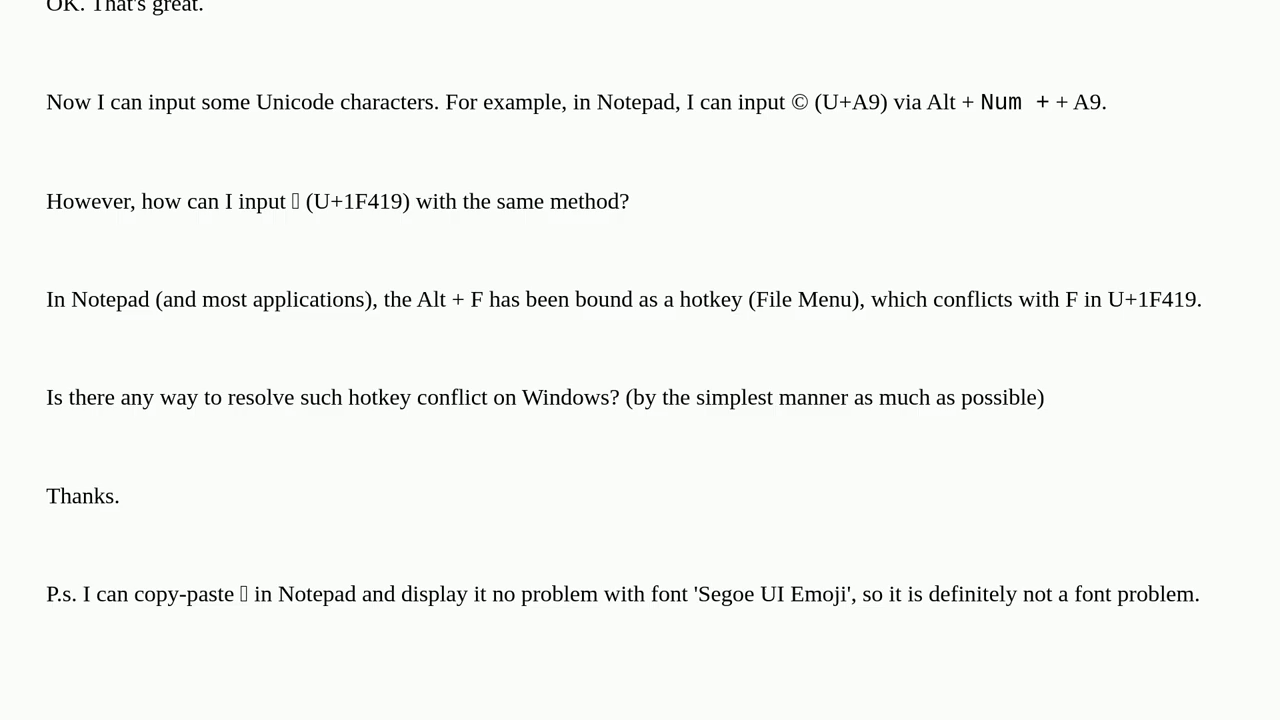 OK. That's great.
Now I can input some Unicode characters. For example, in Notepad, I can input © (U+A9) via Alt + Num + + A9.
However, how can I input 🐙 (U+1F419) with the same method?
In Notepad (and most applications), the Alt + F has been bound as a hotkey (File Menu), which conflicts with F in U+1F419.
Is there any way to resolve such hotkey conflict on Windows? (by the simplest manner as much as possible)
Thanks.
P.s. I can copy-paste 🐙 in Notepad and display it no problem with font 'Segoe UI Emoji', so it is definitely not a font problem.